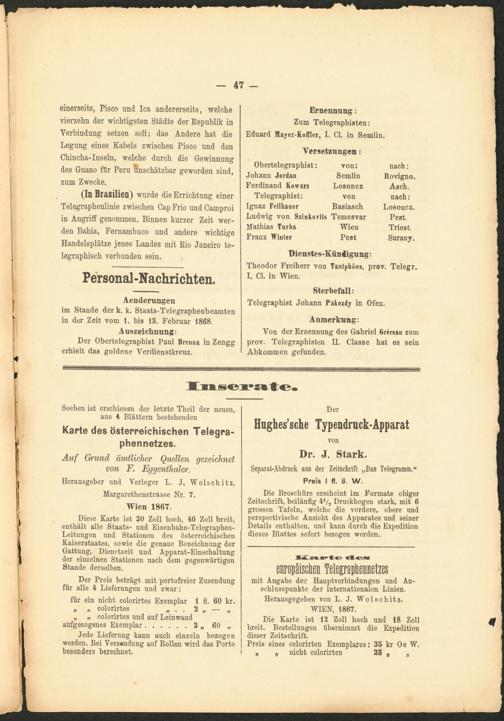 — 47 —
einerseits, Pisco und Ica andererseits, welche
vierzehn der wichtigsten Städte der Republik in
Verbindung setzen soll; das Andere hat die
Legung eines Kabels zwischen Pisco und den
Chincha-Inseln, welche durch die Gewinnung
des Guano für Peru unschätzbar geworden sind,
zum Zwecke.
(In Brasilien) wurde die Errichtung einer
Telegraphenlinie zwischen Cap Frio und Camproi
in Angriff genommen. Binnen kurzer Zeit wer-
den Bahia, Fernambuco und andere wichtige
Handelsplätze jenes Landes mit Rio Janeiro te-
legraphisch verbunden sein.
Personal-Nachrichten.
Aenderungen
im Stande der k. k. Staats-Telegraphenbeamten
in der Zeit vom 1. bis 15. Februar 1868.
Auszeichnung:
Der Obertelegraphist Paul Brenna in Zengg
erhielt das goldene Verdienstkreuz.
Ernennung:
Zum Telegraphisten:
Eduard Mayer-Koffler, I. Cl. in Semlin.
Versetzungen:
Obertelegraphist: von: nach:
Johann Jordan Semlin Rovigno.
Ferdinand Kowarz Losoncz Asch.
Telegraphist: von nach:
Ignaz Feilhauer Basiasch Losoncz.
Ludwig von Sainkovits Temesvar Pest.
Mathias Turba Wien Triest.
Franz Winter Pest Surany.
Dienstes-Kündigung:
Theodor Freiherr von Tautphöus, prov. Telegr.
I. Cl. in Wien.
Sterbefall:
Telegraphist Johann Pakozdy in Ofen.
Anmerkung:
Von der Ernennung des Gabriel Grécsan zum
prov. Telegraphisten II. Classe hat es sein
Abkommen gefunden.
Inserate.
Soeben ist erschienen der letzte Theil der neuen,
aus 4 Blättern bestehenden
Karte des österreichischen Telegra-
phennetzes.
Auf Grund ämtlicher Quellen gezeichnet
von F. Eggenthaler.
Herausgeber und Verleger L. J. Wolschitz,
Margarethenstrasse Nr. 7.
Wien 1867.
Diese Karte ist 20 Zoll hoch, 40 Zoll breit,
enthält alle Staats- und Eisenbahn-Telegraphen-
Leitungen und Stationen des österreichischen
Kaiserstaates, sowie die genaue Bezeichnung der
Gattung, Dienstzeit und Apparat-Einschaltung
der einzelnen Stationen nach dem gegenwärtigen
Stande derselben.
Der Preis beträgt mit portofreier Zusendung
für alle 4 Lieferungen und zwar:
für ein nicht colorirtes Exemplar 1 fl. 60 kr.
„ „ colorirtes „ . . 2 „ — „
„ „ colorirtes und auf Leinwand
aufgezogenes Exemplar . . . . . . 3 „ 60 „
Jede Lieferung kann auch einzeln bezogen
werden. Bei Versendung auf Rollen wird das Porto
besonders berechnet.
Der
Hughes'sche Typendruck-Apparat
von
Dr. J. Stark.
Separat-Abdruck aus der Zeitschrift „Das Telegramm.“
Preis I fl. ö. W.
Die Broschüre erscheint im Formate obiger
Zeitschrift, beiläufig 4½ Druckbogen stark, mit 6
grossen Tafeln, welche die vordere, obere und
perspectivische Ansicht des Apparates und seiner
Details enthalten, und kann durch die Expedition
dieses Blattes sofort bezogen werden.
Karte des
europäischen Telegraphennetzes
mit Angabe der Hauptverbindungen und An-
schlusspunkte der internationalen Linien.
Herausgegeben von L. J. Wolschitz.
WIEN, 1867.
Die Karte ist 12 Zoll hoch und 18 Zoll
breit. Bestellungen übernimmt die Expedition
dieser Zeitschrift.
Preis eines colorirten Exemplares: 35 kr Oe W.
„ „ nicht colorirten 25 „ „